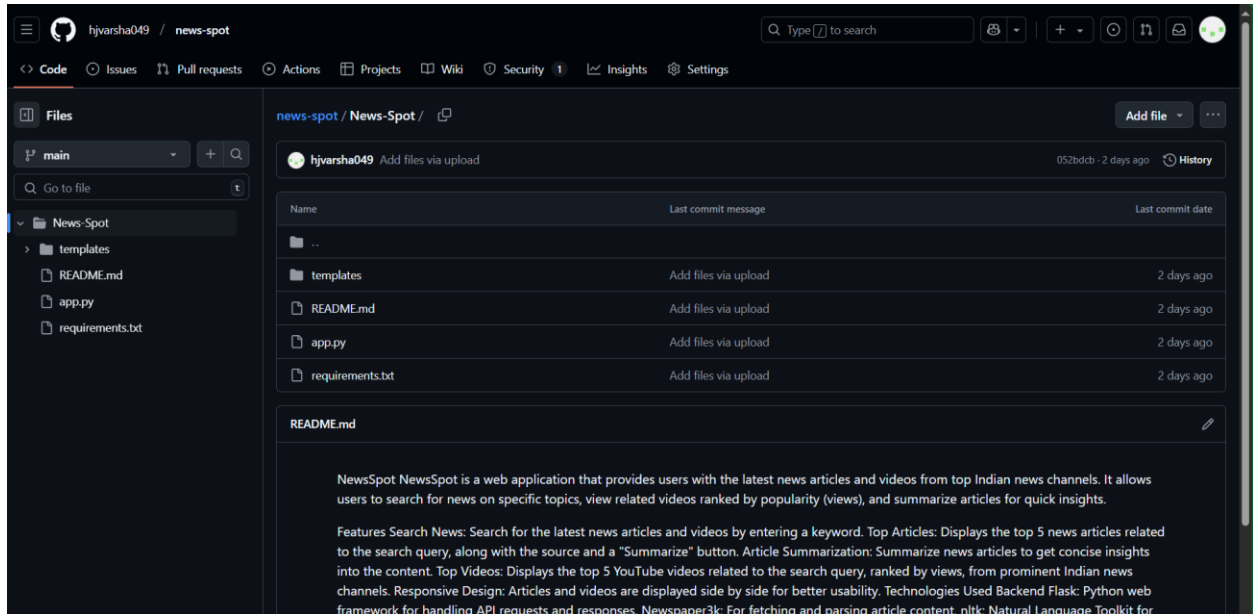 hjvarsha049 / news-spot
Type / to search
Code Issues Pull requests Actions Projects Wiki Security 1 Insights Settings
Files
main
Go to file t
News-Spot
templates
README.md
app.py
requirements.txt
news-spot / News-Spot /
Add file
hjvarsha049 Add files via upload
052bdcb · 2 days ago History
Name Last commit message Last commit date
..
templates Add files via upload 2 days ago
README.md Add files via upload 2 days ago
app.py Add files via upload 2 days ago
requirements.txt Add files via upload 2 days ago
README.md
NewsSpot NewsSpot is a web application that provides users with the latest news articles and videos from top Indian news channels. It allows
users to search for news on specific topics, view related videos ranked by popularity (views), and summarize articles for quick insights.
Features Search News: Search for the latest news articles and videos by entering a keyword. Top Articles: Displays the top 5 news articles related
to the search query, along with the source and a "Summarize" button. Article Summarization: Summarize news articles to get concise insights
into the content. Top Videos: Displays the top 5 YouTube videos related to the search query, ranked by views, from prominent Indian news
channels. Responsive Design: Articles and videos are displayed side by side for better usability. Technologies Used Backend Flask: Python web
framework for handling API requests and responses. Newspaper3k: For fetching and parsing article content. nltk: Natural Language Toolkit for